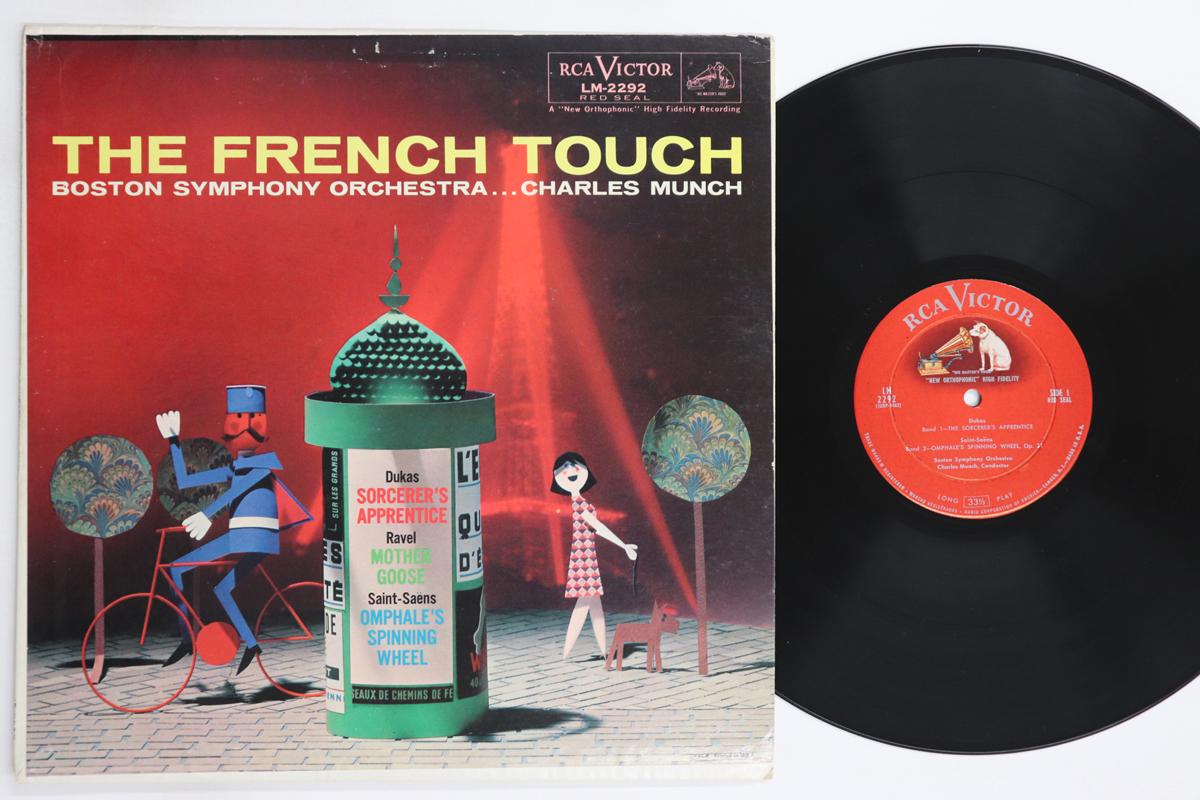 RCA VICTOR
LM-2292
RED SEAL
"HIS MASTER'S VOICE"
A "New Orthophonic" High Fidelity Recording
THE FRENCH TOUCH
BOSTON SYMPHONY ORCHESTRA...CHARLES MUNCH
SUR LES GRANDS
L'E
QU
D'É
ES
TÉ
DE
Dukas
SORCERER'S
APPRENTICE
Ravel
MOTHER
GOOSE
Saint-Saëns
OMPHALE'S
SPINNING
WHEEL
SEAUX DE CHEMINS DE FE
RCA VICTOR
"HIS MASTER'S VOICE"
"NEW ORTHOPHONIC" HIGH FIDELITY
LM
2292
SIDE 1
RED SEAL
Dukas
Band 1—THE SORCERER'S APPRENTICE
Saint-Saëns
Band 2—OMPHALE'S SPINNING WHEEL, Op. 31
Boston Symphony Orchestra
Charles Munch, Conductor
LONG 33⅓ PLAY